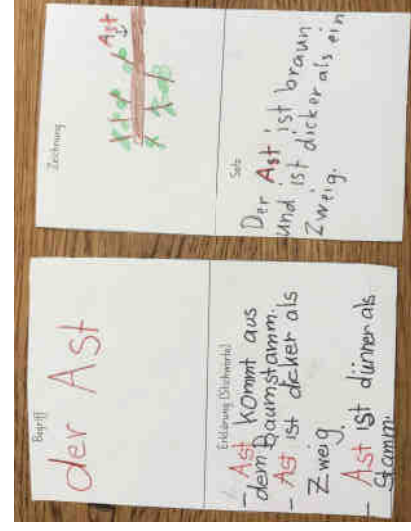 Begriff
der Ast
Erklärung (Stichworte)
- Ast kommt aus
dem Baumstamm.
- Ast ist dicker als
Zweig
- Ast ist dünner als
Stamm.
Zeichnung
Ast
Satz
Der Ast ist braun
und ist dicker als ein
Zweig.